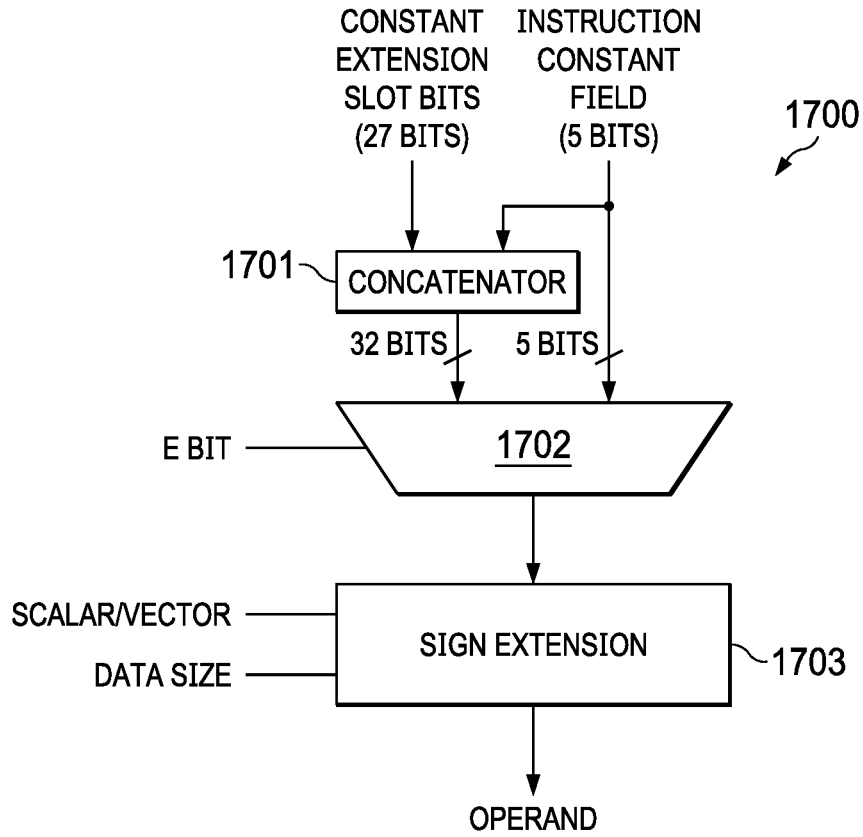 CONSTANT
EXTENSION
SLOT BITS
(27 BITS)
INSTRUCTION
CONSTANT
FIELD
(5 BITS)
1700
1701
CONCATENATOR
32 BITS
5 BITS
E BIT
1702
SCALAR/VECTOR
DATA SIZE
SIGN EXTENSION
1703
OPERAND